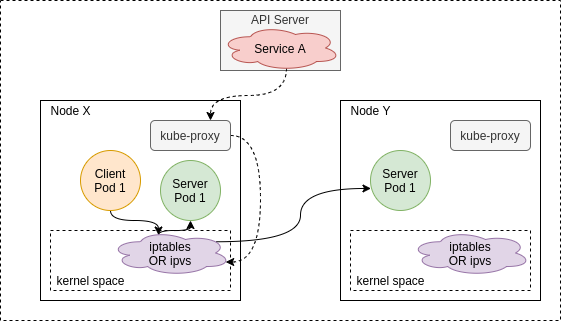 API Server
Service A
Node X
kube-proxy
Client
Pod 1
Server
Pod 1
iptables
OR ipvs
kernel space
Node Y
kube-proxy
Server
Pod 1
iptables
OR ipvs
kernel space